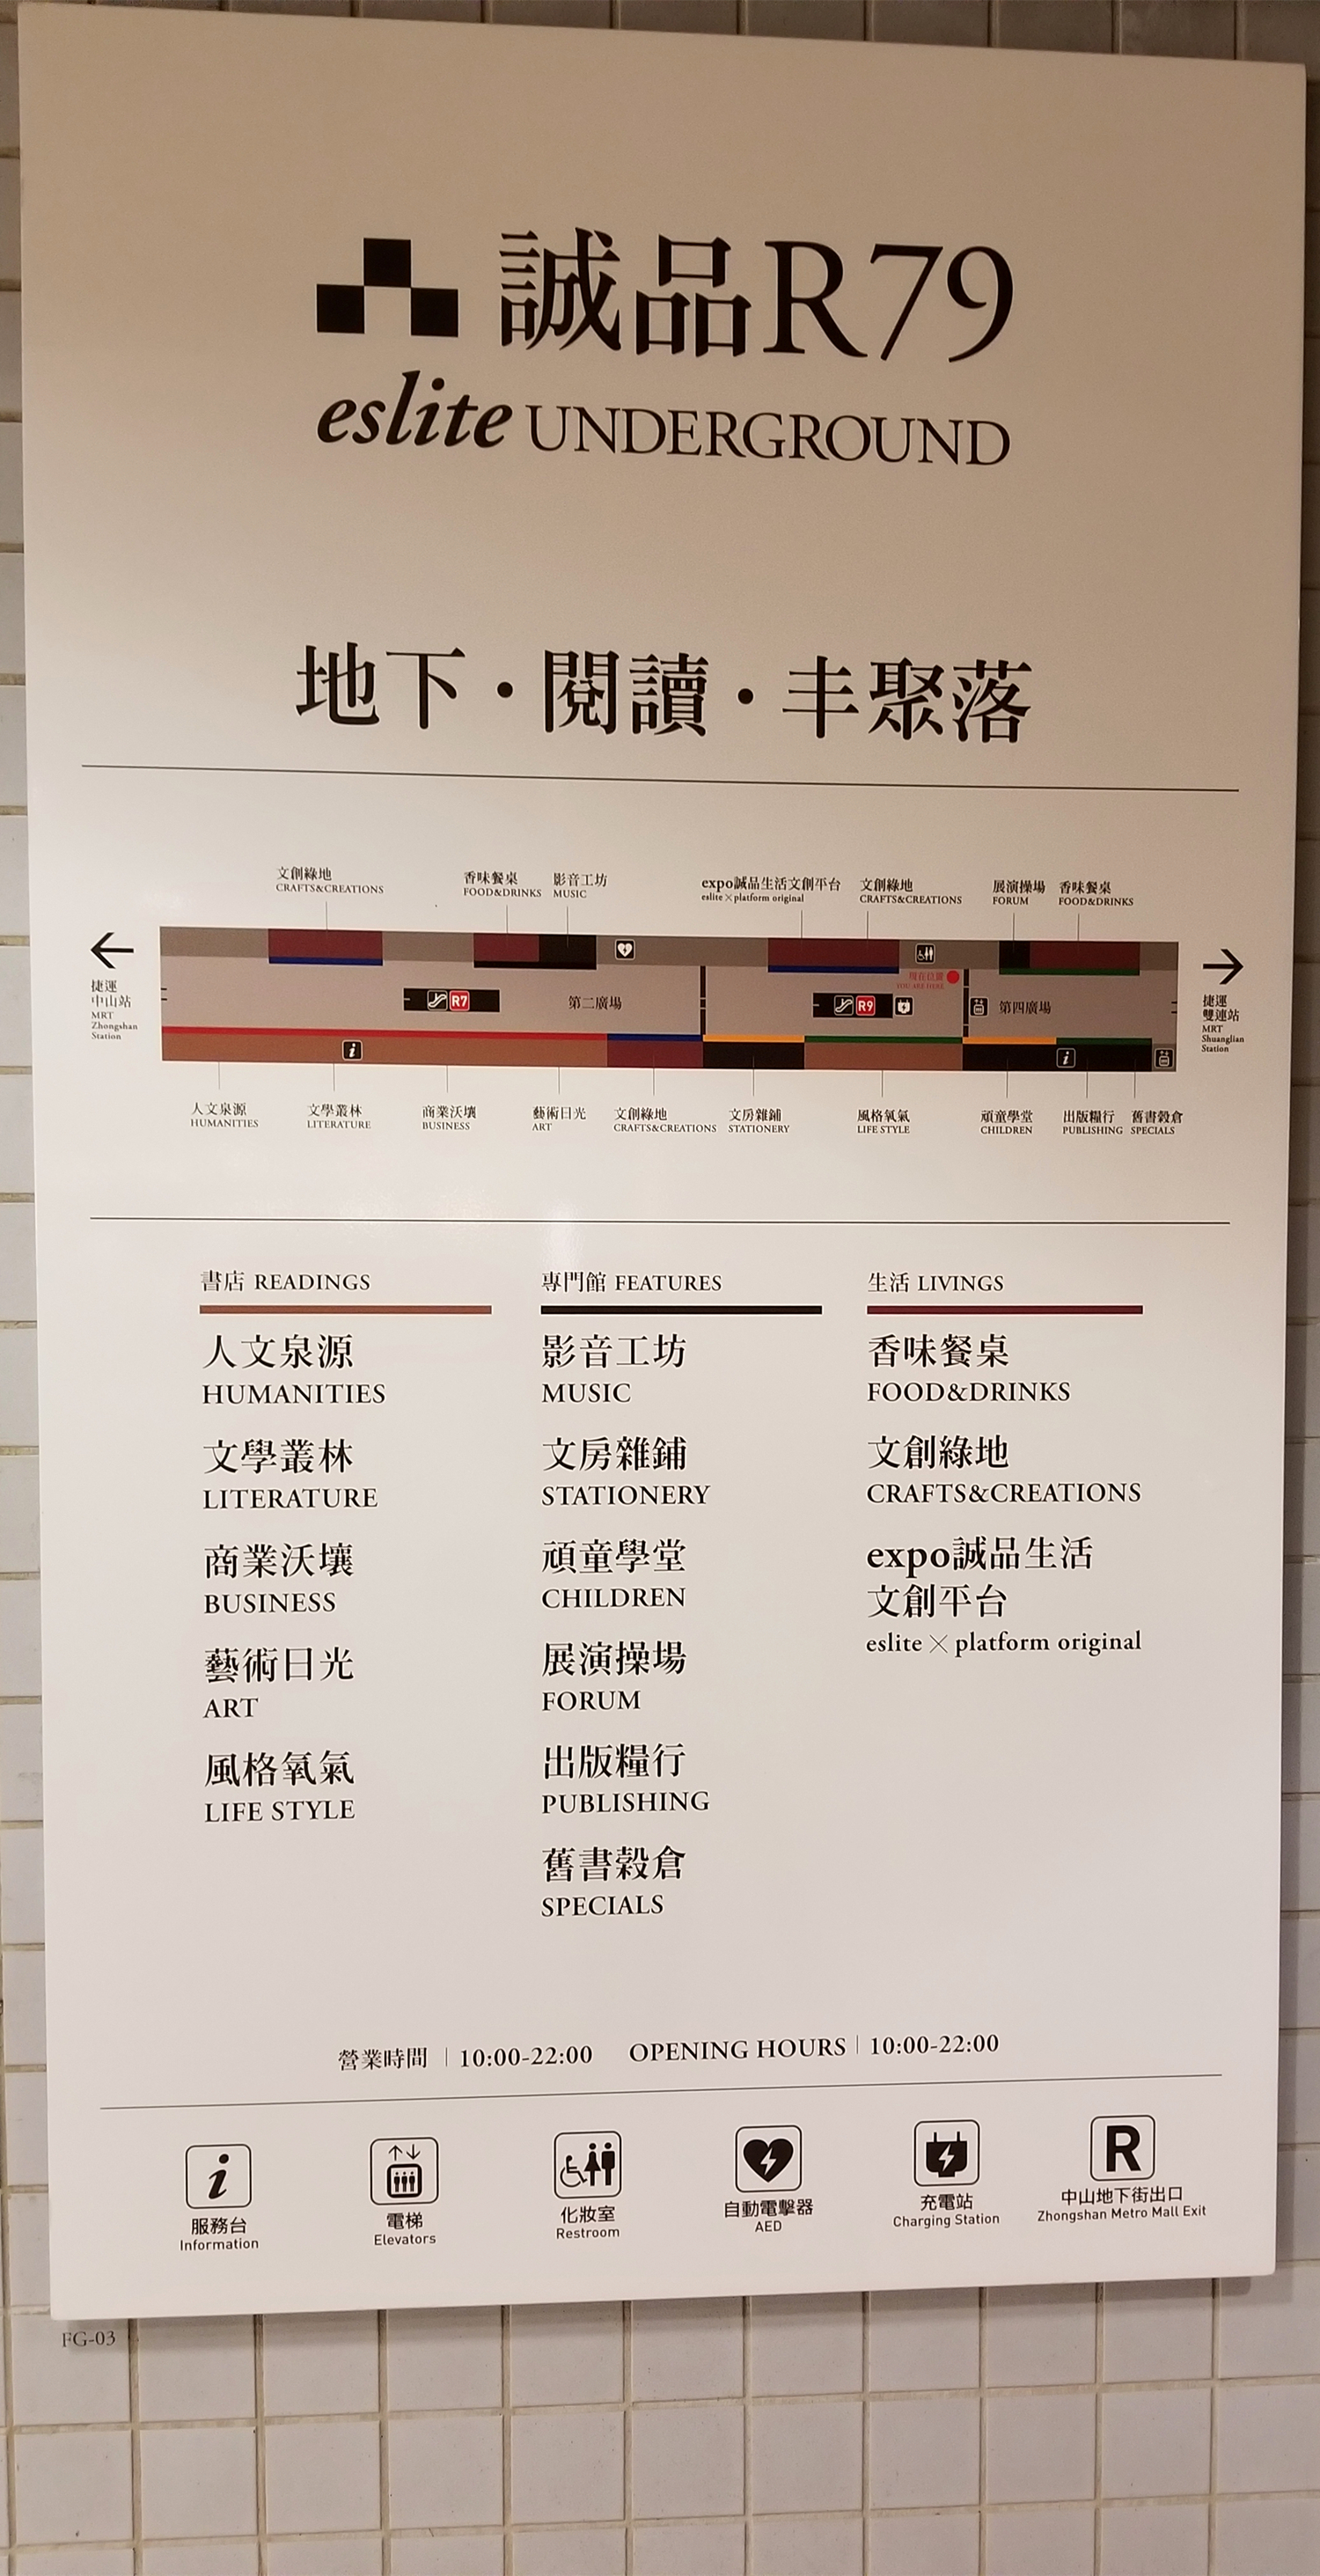 誠品R79
eslite UNDERGROUND
地下・閱讀・丰聚落
文創綠地
CRAFTS&CREATIONS
香味餐桌
FOOD&DRINKS
影音工坊
MUSIC
expo誠品生活文創平台
eslite×platform original
文創綠地
CRAFTS&CREATIONS
展演操場
FORUM
香味餐桌
FOOD&DRINKS
捷運
中山站
MRT
Zhongshan
Station
R7
第二廣場
R9
現在位置
YOU ARE HERE
第四廣場
捷運
雙連站
MRT
Shuanglian
Station
人文泉源
HUMANITIES
文學叢林
LITERATURE
商業沃壤
BUSINESS
藝術日光
ART
文創綠地
CRAFTS&CREATIONS
文房雜鋪
STATIONERY
風格氧氣
LIFE STYLE
頑童學堂
CHILDREN
出版糧行
PUBLISHING
舊書穀倉
SPECIALS
書店 READINGS
人文泉源
HUMANITIES
文學叢林
LITERATURE
商業沃壤
BUSINESS
藝術日光
ART
風格氧氣
LIFE STYLE
專門館 FEATURES
影音工坊
MUSIC
文房雜鋪
STATIONERY
頑童學堂
CHILDREN
展演操場
FORUM
出版糧行
PUBLISHING
舊書穀倉
SPECIALS
生活 LIVINGS
香味餐桌
FOOD&DRINKS
文創綠地
CRAFTS&CREATIONS
expo誠品生活
文創平台
eslite×platform original
營業時間 | 10:00-22:00 OPENING HOURS | 10:00-22:00
i
服務台
Information
電梯
Elevators
化妝室
Restroom
自動電擊器
AED
充電站
Charging Station
R
中山地下街出口
Zhongshan Metro Mall Exit
FG-03